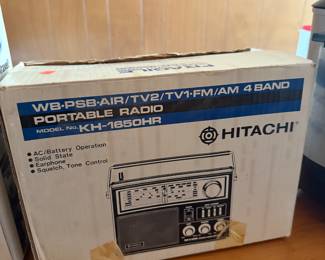 WB•PSB•AIR/TV2/TV1•FM/AM 4 BAND
PORTABLE RADIO
MODEL No. KH-1650HR
HITACHI
• AC/Battery Operation
• Solid State
• Earphone
• Squelch, Tone Control